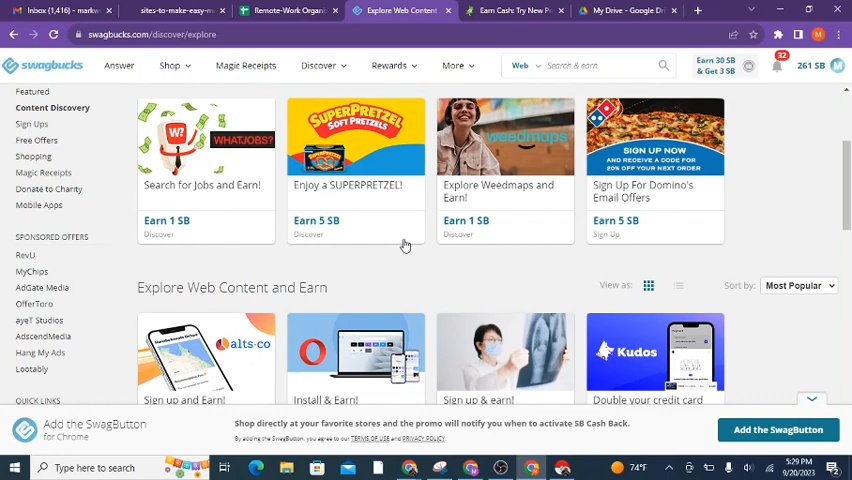 Inbox (1,416) - markw
sites-to-make-easy-m
Remote-Work Organi
Explore Web Content
Earn Cash: Try New Pr
My Drive - Google Dri
swagbucks.com/discover/explore
swagbucks
Answer
Shop
Magic Receipts
Discover
Rewards
More
Web
Search & earn
Earn 30 SB
& Get 3 SB
32
261 SB
M
Featured
Content Discovery
Sign Ups
Free Offers
Shopping
Magic Receipts
Donate to Charity
Mobile Apps
SPONSORED OFFERS
RevU
MyChips
AdGate Media
OfferToro
ayeT Studios
AdscendMedia
Hang My Ads
Lootably
QUICK LINKS
W?
WHATJOBS?
Search for Jobs and Earn!
Earn 1 SB
Discover
SUPERPRETZEL
SOFT PRETZELS
Enjoy a SUPERPRETZEL!
Earn 5 SB
Discover
weedmaps
Explore Weedmaps and
Earn!
Earn 1 SB
Discover
SIGN UP NOW
AND RECEIVE A CODE FOR
20% OFF YOUR NEXT ORDER
Sign Up For Domino's
Email Offers
Earn 5 SB
Sign Up
Explore Web Content and Earn
View as:
Sort by:
Most Popular
alts.co
Sign up and Earn!
Install & Earn!
Sign up & earn!
Kudos
Double your credit card
Add the SwagButton
for Chrome
Shop directly at your favorite stores and the promo will notify you when to activate SB Cash Back.
By adding the SwagButton, you agree to our TERMS OF USE and PRIVACY POLICY.
Add the SwagButton
Type here to search
74°F
5:29 PM
9/20/2023
2